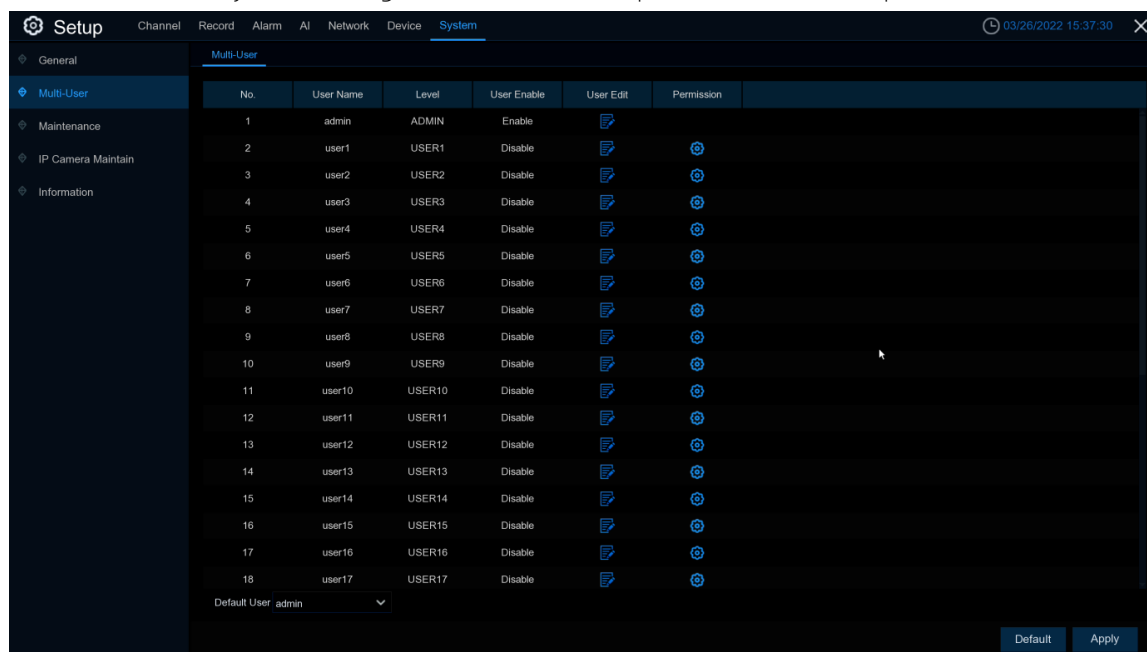 Setup Channel Record Alarm AI Network Device System 03/26/2022 15:37:30
General
Multi-User
Maintenance
IP Camera Maintain
Information
Multi-User
No. User Name Level User Enable User Edit Permission
1 admin ADMIN Enable
2 user1 USER1 Disable
3 user2 USER2 Disable
4 user3 USER3 Disable
5 user4 USER4 Disable
6 user5 USER5 Disable
7 user6 USER6 Disable
8 user7 USER7 Disable
9 user8 USER8 Disable
10 user9 USER9 Disable
11 user10 USER10 Disable
12 user11 USER11 Disable
13 user12 USER12 Disable
14 user13 USER13 Disable
15 user14 USER14 Disable
16 user15 USER15 Disable
17 user16 USER16 Disable
18 user17 USER17 Disable
Default User admin
Default Apply